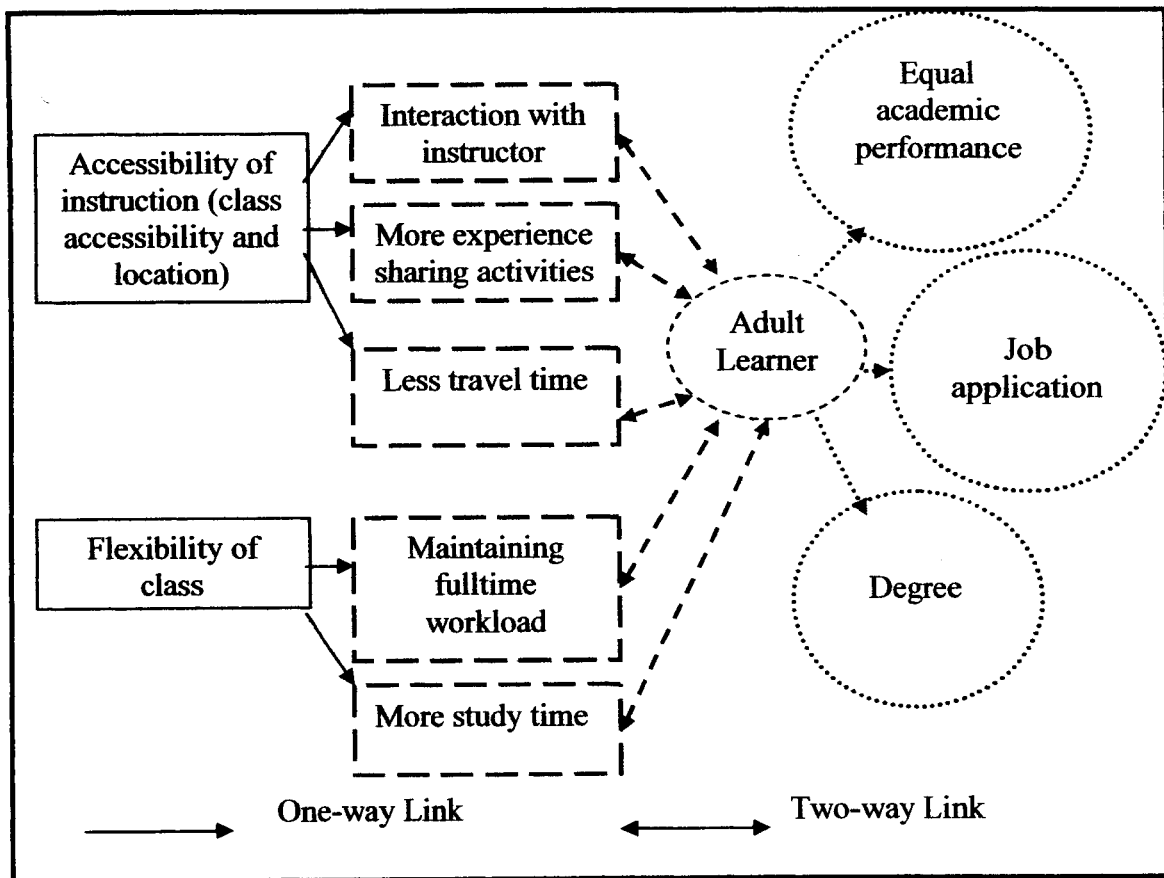 Accessibility of
instruction (class
accessibility and
location)
Flexibility of
class
Interaction with
instructor
More experience
sharing activities
Less travel time
Maintaining
fulltime
workload
More study time
Adult
Learner
Equal
academic
performance
Job
application
Degree
One-way Link
Two-way Link